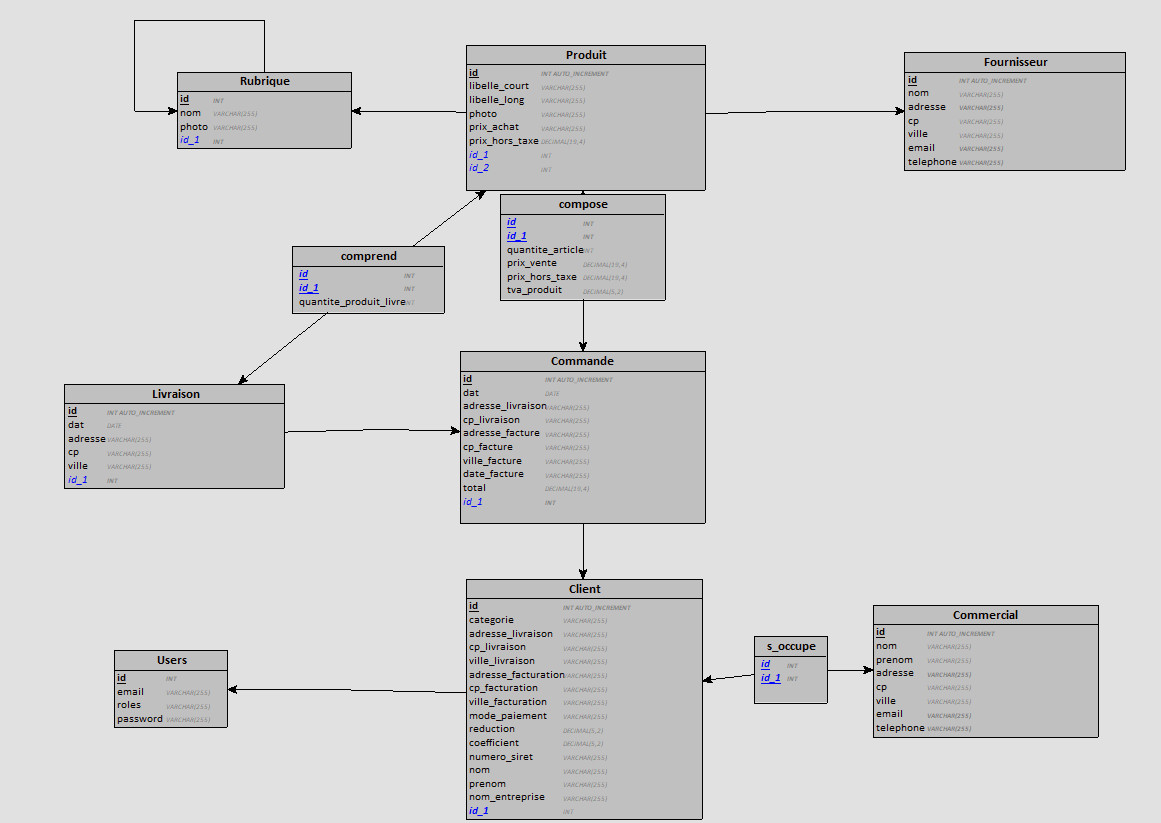 Rubrique
id INT
nom VARCHAR(255)
photo VARCHAR(255)
id_1 INT
Produit
id INT AUTO_INCREMENT
libelle_court VARCHAR(255)
libelle_long VARCHAR(255)
photo VARCHAR(255)
prix_achat VARCHAR(255)
prix_hors_taxe DECIMAL(19,4)
id_1 INT
id_2 INT
Fournisseur
id INT AUTO_INCREMENT
nom VARCHAR(255)
adresse VARCHAR(255)
cp VARCHAR(255)
ville VARCHAR(255)
email VARCHAR(255)
telephone VARCHAR(255)
compose
id INT
id_1 INT
quantite_article INT
prix_vente DECIMAL(19,4)
prix_hors_taxe DECIMAL(19,4)
tva_produit DECIMAL(5,2)
comprend
id INT
id_1 INT
quantite_produit_livre INT
Livraison
id INT AUTO_INCREMENT
dat DATE
adresse VARCHAR(255)
cp VARCHAR(255)
ville VARCHAR(255)
id_1 INT
Commande
id INT AUTO_INCREMENT
dat DATE
adresse_livraison VARCHAR(255)
cp_livraison VARCHAR(255)
adresse_facture VARCHAR(255)
cp_facture VARCHAR(255)
ville_facture VARCHAR(255)
date_facture VARCHAR(255)
total DECIMAL(19,4)
id_1 INT
Client
id INT AUTO_INCREMENT
categorie VARCHAR(255)
adresse_livraison VARCHAR(255)
cp_livraison VARCHAR(255)
ville_livraison VARCHAR(255)
adresse_facturation VARCHAR(255)
cp_facturation VARCHAR(255)
ville_facturation VARCHAR(255)
mode_paiement VARCHAR(255)
reduction DECIMAL(5,2)
coefficient DECIMAL(5,2)
numero_siret VARCHAR(255)
nom VARCHAR(255)
prenom VARCHAR(255)
nom_entreprise VARCHAR(255)
id_1 INT
Users
id INT
email VARCHAR(255)
roles VARCHAR(255)
password VARCHAR(255)
s_occupe
id INT
id_1 INT
Commercial
id INT AUTO_INCREMENT
nom VARCHAR(255)
prenom VARCHAR(255)
adresse VARCHAR(255)
cp VARCHAR(255)
ville VARCHAR(255)
email VARCHAR(255)
telephone VARCHAR(255)